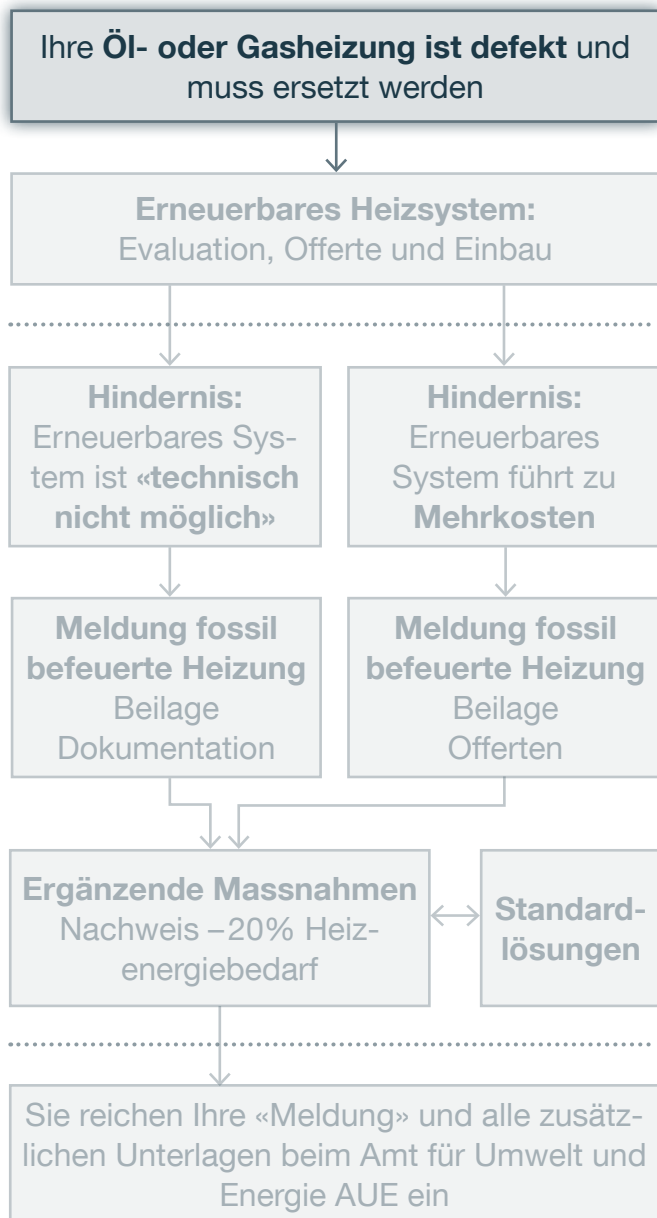 Ihre Öl- oder Gasheizung ist defekt und
muss ersetzt werden
Erneuerbares Heizsystem:
Evaluation, Offerte und Einbau
Hindernis:
Erneuerbares Sys-
tem ist «technisch
nicht möglich»
Hindernis:
Erneuerbares
System führt zu
Mehrkosten
Meldung fossil
befeuerte Heizung
Beilage
Dokumentation
Meldung fossil
befeuerte Heizung
Beilage
Offerten
Ergänzende Massnahmen
Nachweis –20% Heiz-
energiebedarf
Standard-
lösungen
Sie reichen Ihre «Meldung» und alle zusätz-
lichen Unterlagen beim Amt für Umwelt und
Energie AUE ein